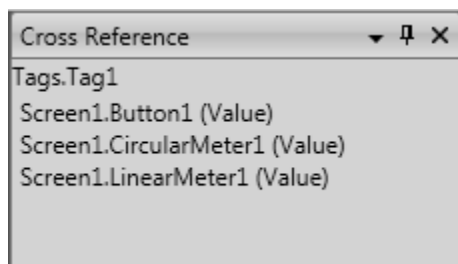 Cross Reference
Tags.Tag1
Screen1.Button1 (Value)
Screen1.CircularMeter1 (Value)
Screen1.LinearMeter1 (Value)